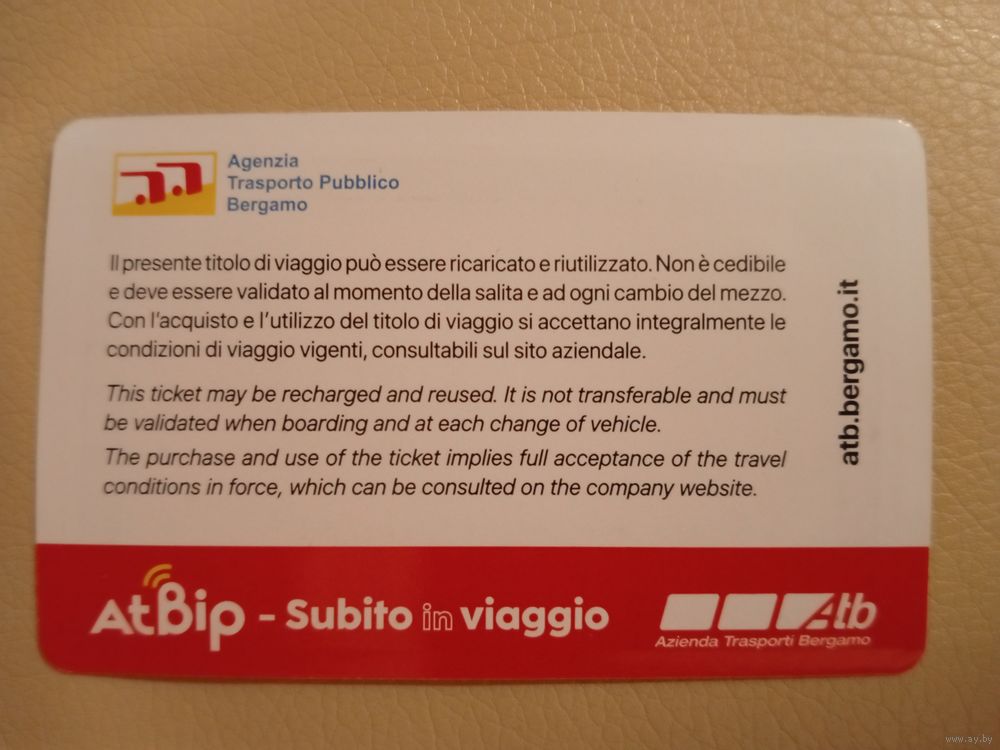 Agenzia
Trasporto Pubblico
Bergamo
Il presente titolo di viaggio può essere ricaricato e riutilizzato. Non è cedibile
e deve essere validato al momento della salita e ad ogni cambio del mezzo.
Con l'acquisto e l'utilizzo del titolo di viaggio si accettano integralmente le
condizioni di viaggio vigenti, consultabili sul sito aziendale.
This ticket may be recharged and reused. It is not transferable and must
be validated when boarding and at each change of vehicle.
The purchase and use of the ticket implies full acceptance of the travel
conditions in force, which can be consulted on the company website.
atb.bergamo.it
AtBip - Subito in viaggio
Atb
Azienda Trasporti Bergamo
www.ay.by